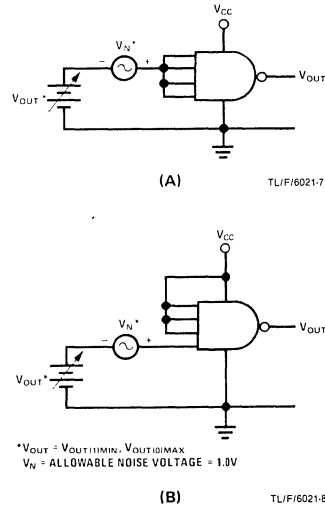 VCC
VN*
− +
VOUT*
VOUT
(A)
TL/F/6021-7
VCC
VN*
− +
VOUT*
VOUT
*VOUT = VOUT(1)MIN, VOUT(0)MAX
VN = ALLOWABLE NOISE VOLTAGE = 1.0V
(B)
TL/F/6021-8